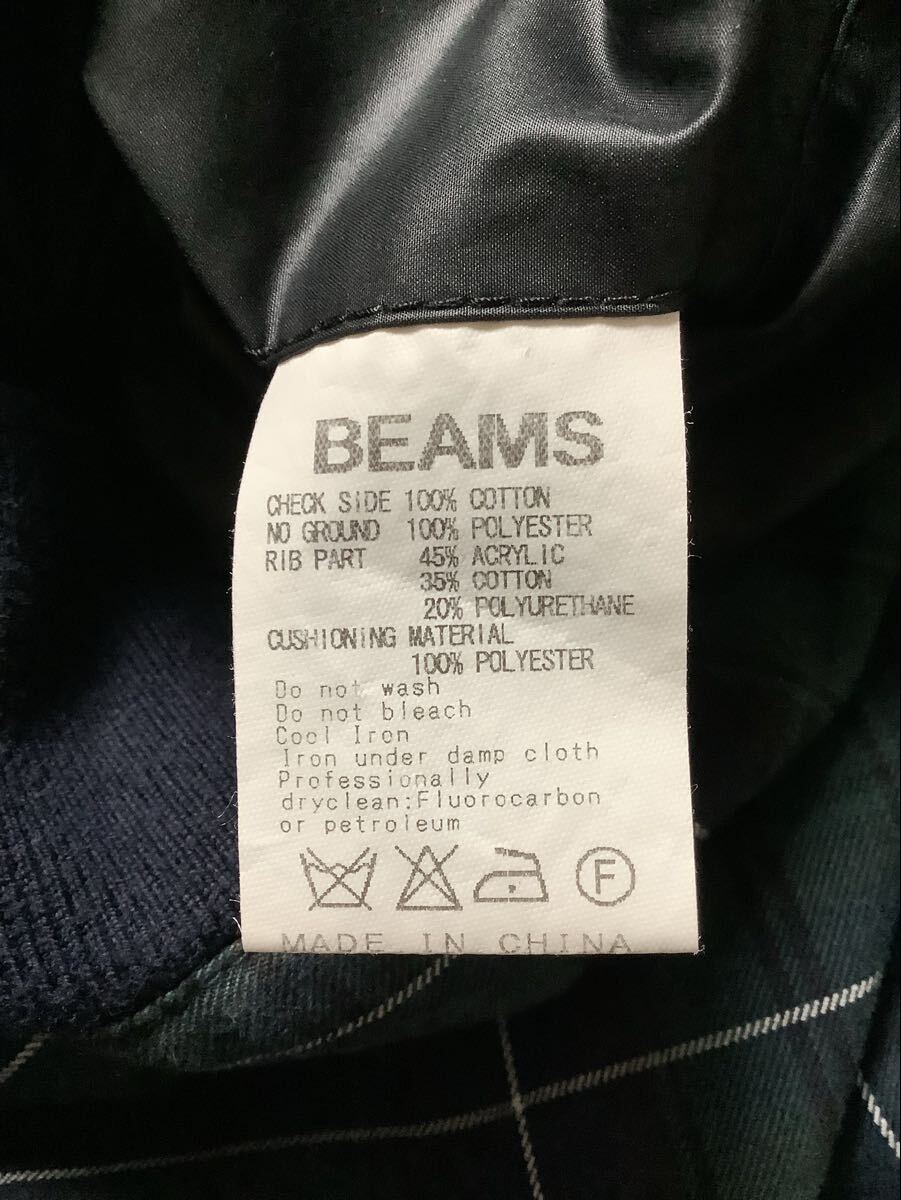 BEAMS
CHECK SIDE 100% COTTON
NO GROUND 100% POLYESTER
RIB PART 45% ACRYLIC
35% COTTON
20% POLYURETHANE
CUSHIONING MATERIAL
100% POLYESTER
Do not wash
Do not bleach
Cool Iron
Iron under damp cloth
Professionally
dryclean:Fluorocarbon
or petroleum
F
MADE IN CHINA